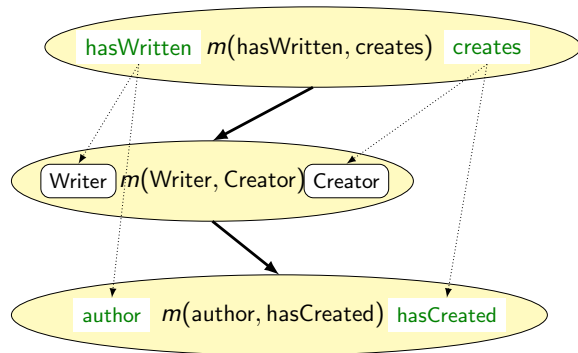 hasWritten m(hasWritten, creates) creates
Writer m(Writer, Creator) Creator
author m(author, hasCreated) hasCreated